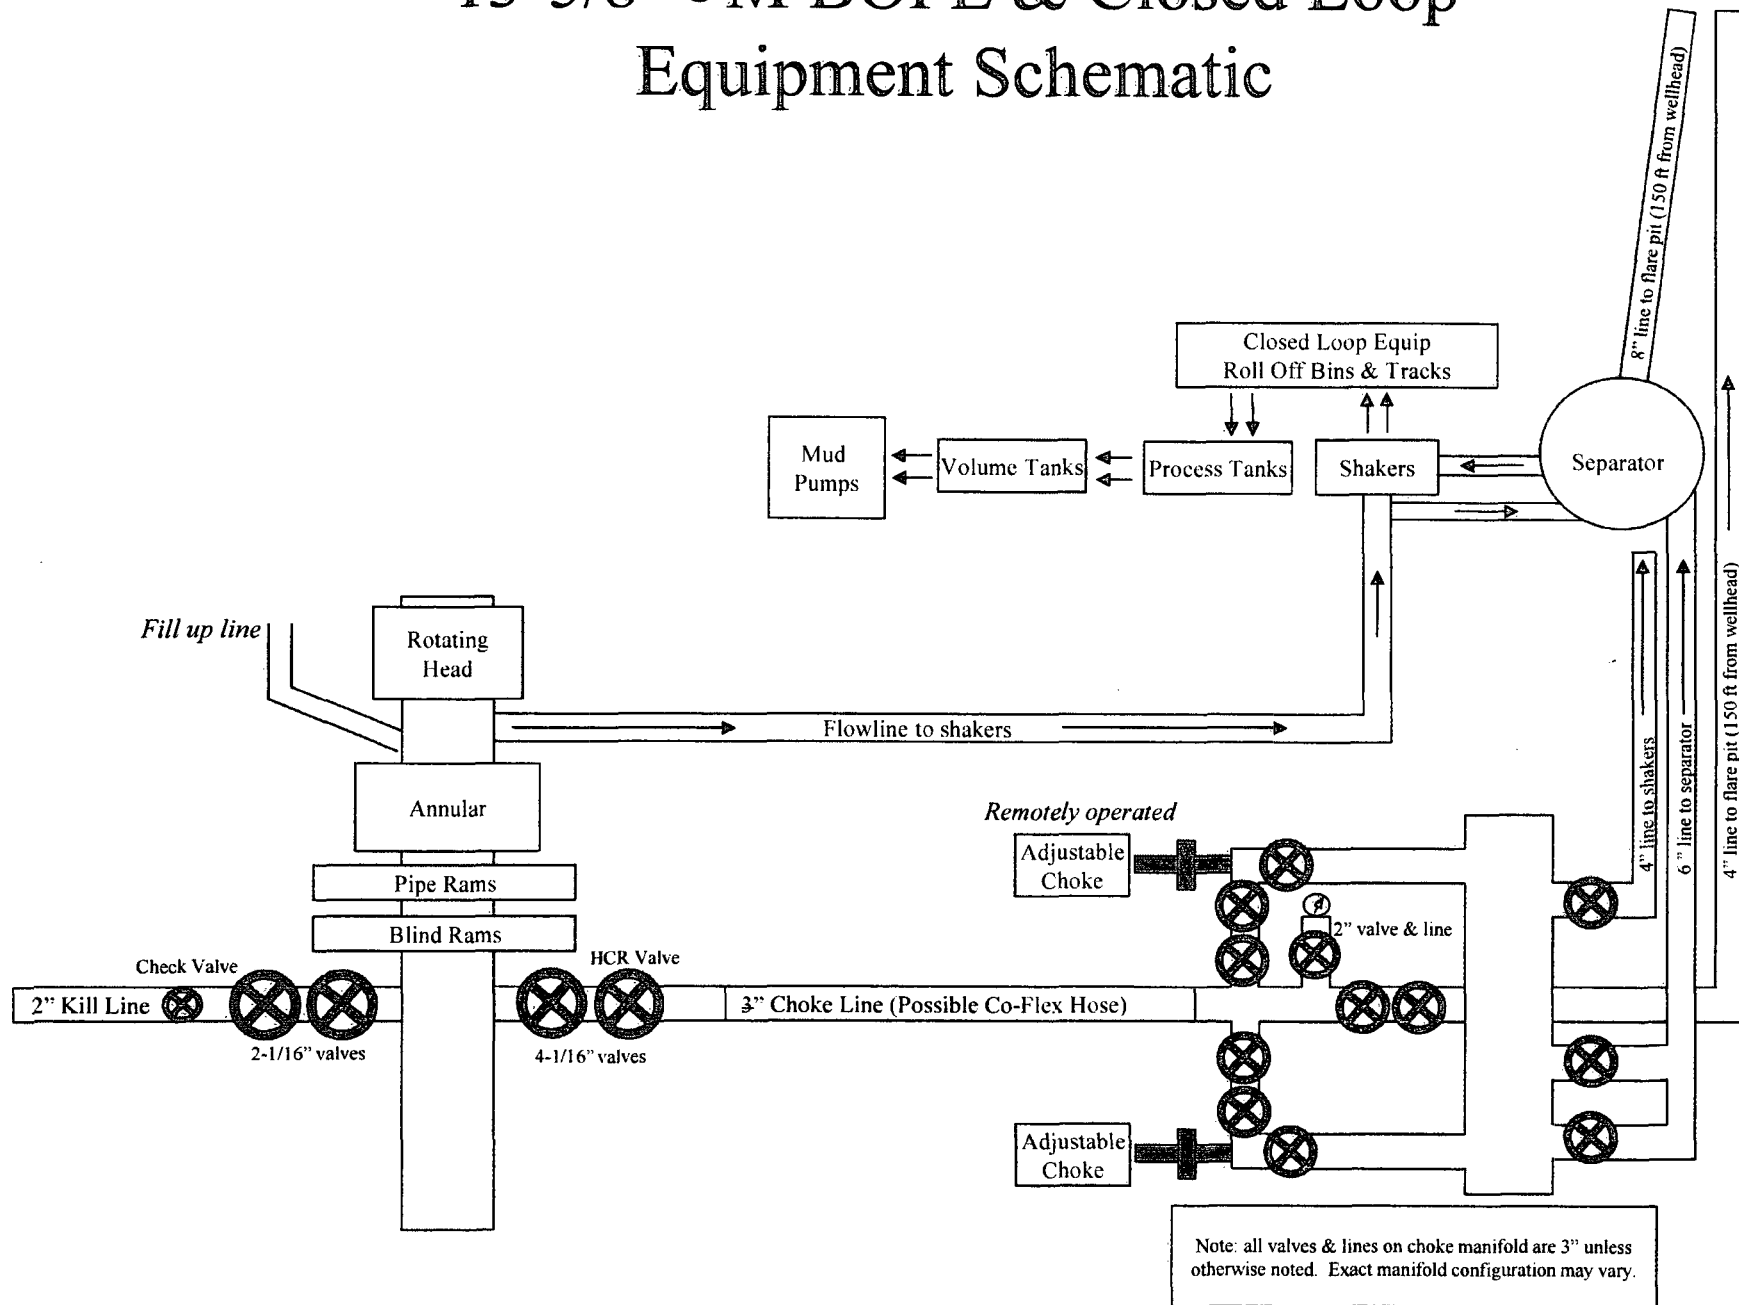 Closed Loop
Equipment Schematic
8" line to flare pit (150 ft from wellhead)
Closed Loop Equip
Roll Off Bins & Tracks
Mud
Pumps
Volume Tanks
Process Tanks
Shakers
Separator
Fill up line
Rotating
Head
Flowline to shakers
Annular
Pipe Rams
Blind Rams
Remotely operated
Adjustable
Choke
4" line to shakers
6" line to separator
4" line to flare pit (150 ft from wellhead)
2" valve & line
Check Valve
HCR Valve
2" Kill Line
3" Choke Line (Possible Co-Flex Hose)
2-1/16" valves
4-1/16" valves
Adjustable
Choke
Note: all valves & lines on choke manifold are 3" unless
otherwise noted. Exact manifold configuration may vary.